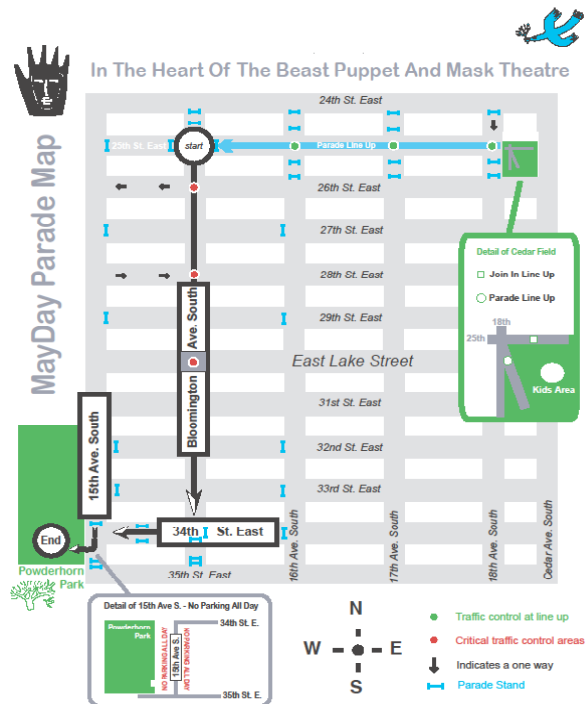 In The Heart Of The Beast Puppet And Mask Theatre
MayDay Parade Map
24th St. East
25th St. East
start
Parade Line Up
26th St. East
27th St. East
28th St. East
29th St. East
Bloomington Ave. South
East Lake Street
31st St. East
32nd St. East
33rd St. East
15th Ave. South
34th St. East
35th St. East
16th Ave. South
17th Ave. South
18th Ave. South
Cedar Ave. South
End
Powderhorn
Park
Detail of Cedar Field
Join In Line Up
Parade Line Up
18th
25th
Kids Area
Detail of 15th Ave S. - No Parking All Day
Powderhorn
Park
NO PARKING ALL DAY
15th Ave S.
NO PARKING ALL DAY
34th St. E.
35th St. E.
N
W
E
S
Traffic control at line up
Critical traffic control areas
Indicates a one way
Parade Stand